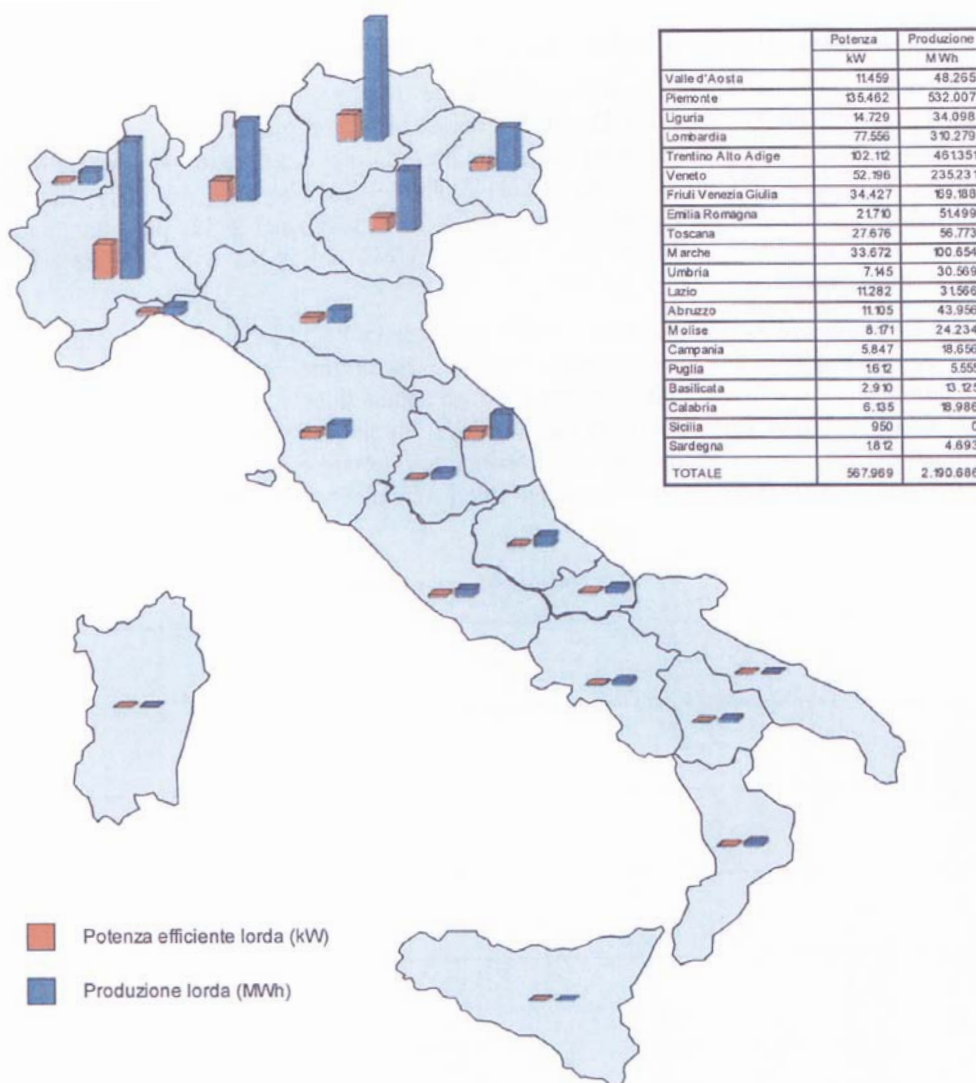 Potenza Produzione
kW MWh
Valle d'Aosta 11.459 48.265
Piemonte 135.462 532.007
Liguria 14.729 34.098
Lombardia 77.556 310.279
Trentino Alto Adige 102.112 461.351
Veneto 52.196 235.231
Friuli Venezia Giulia 34.427 169.188
Emilia Romagna 21.710 51.499
Toscana 27.676 56.773
Marche 33.672 100.654
Umbria 7.145 30.569
Lazio 11.282 31.566
Abruzzo 11.105 43.956
Molise 8.171 24.234
Campania 5.847 18.656
Puglia 1.612 5.555
Basilicata 2.910 13.125
Calabria 6.135 18.986
Sicilia 950 0
Sardegna 1.812 4.693
TOTALE 567.969 2.190.686
Potenza efficiente lorda (kW)
Produzione lorda (MWh)